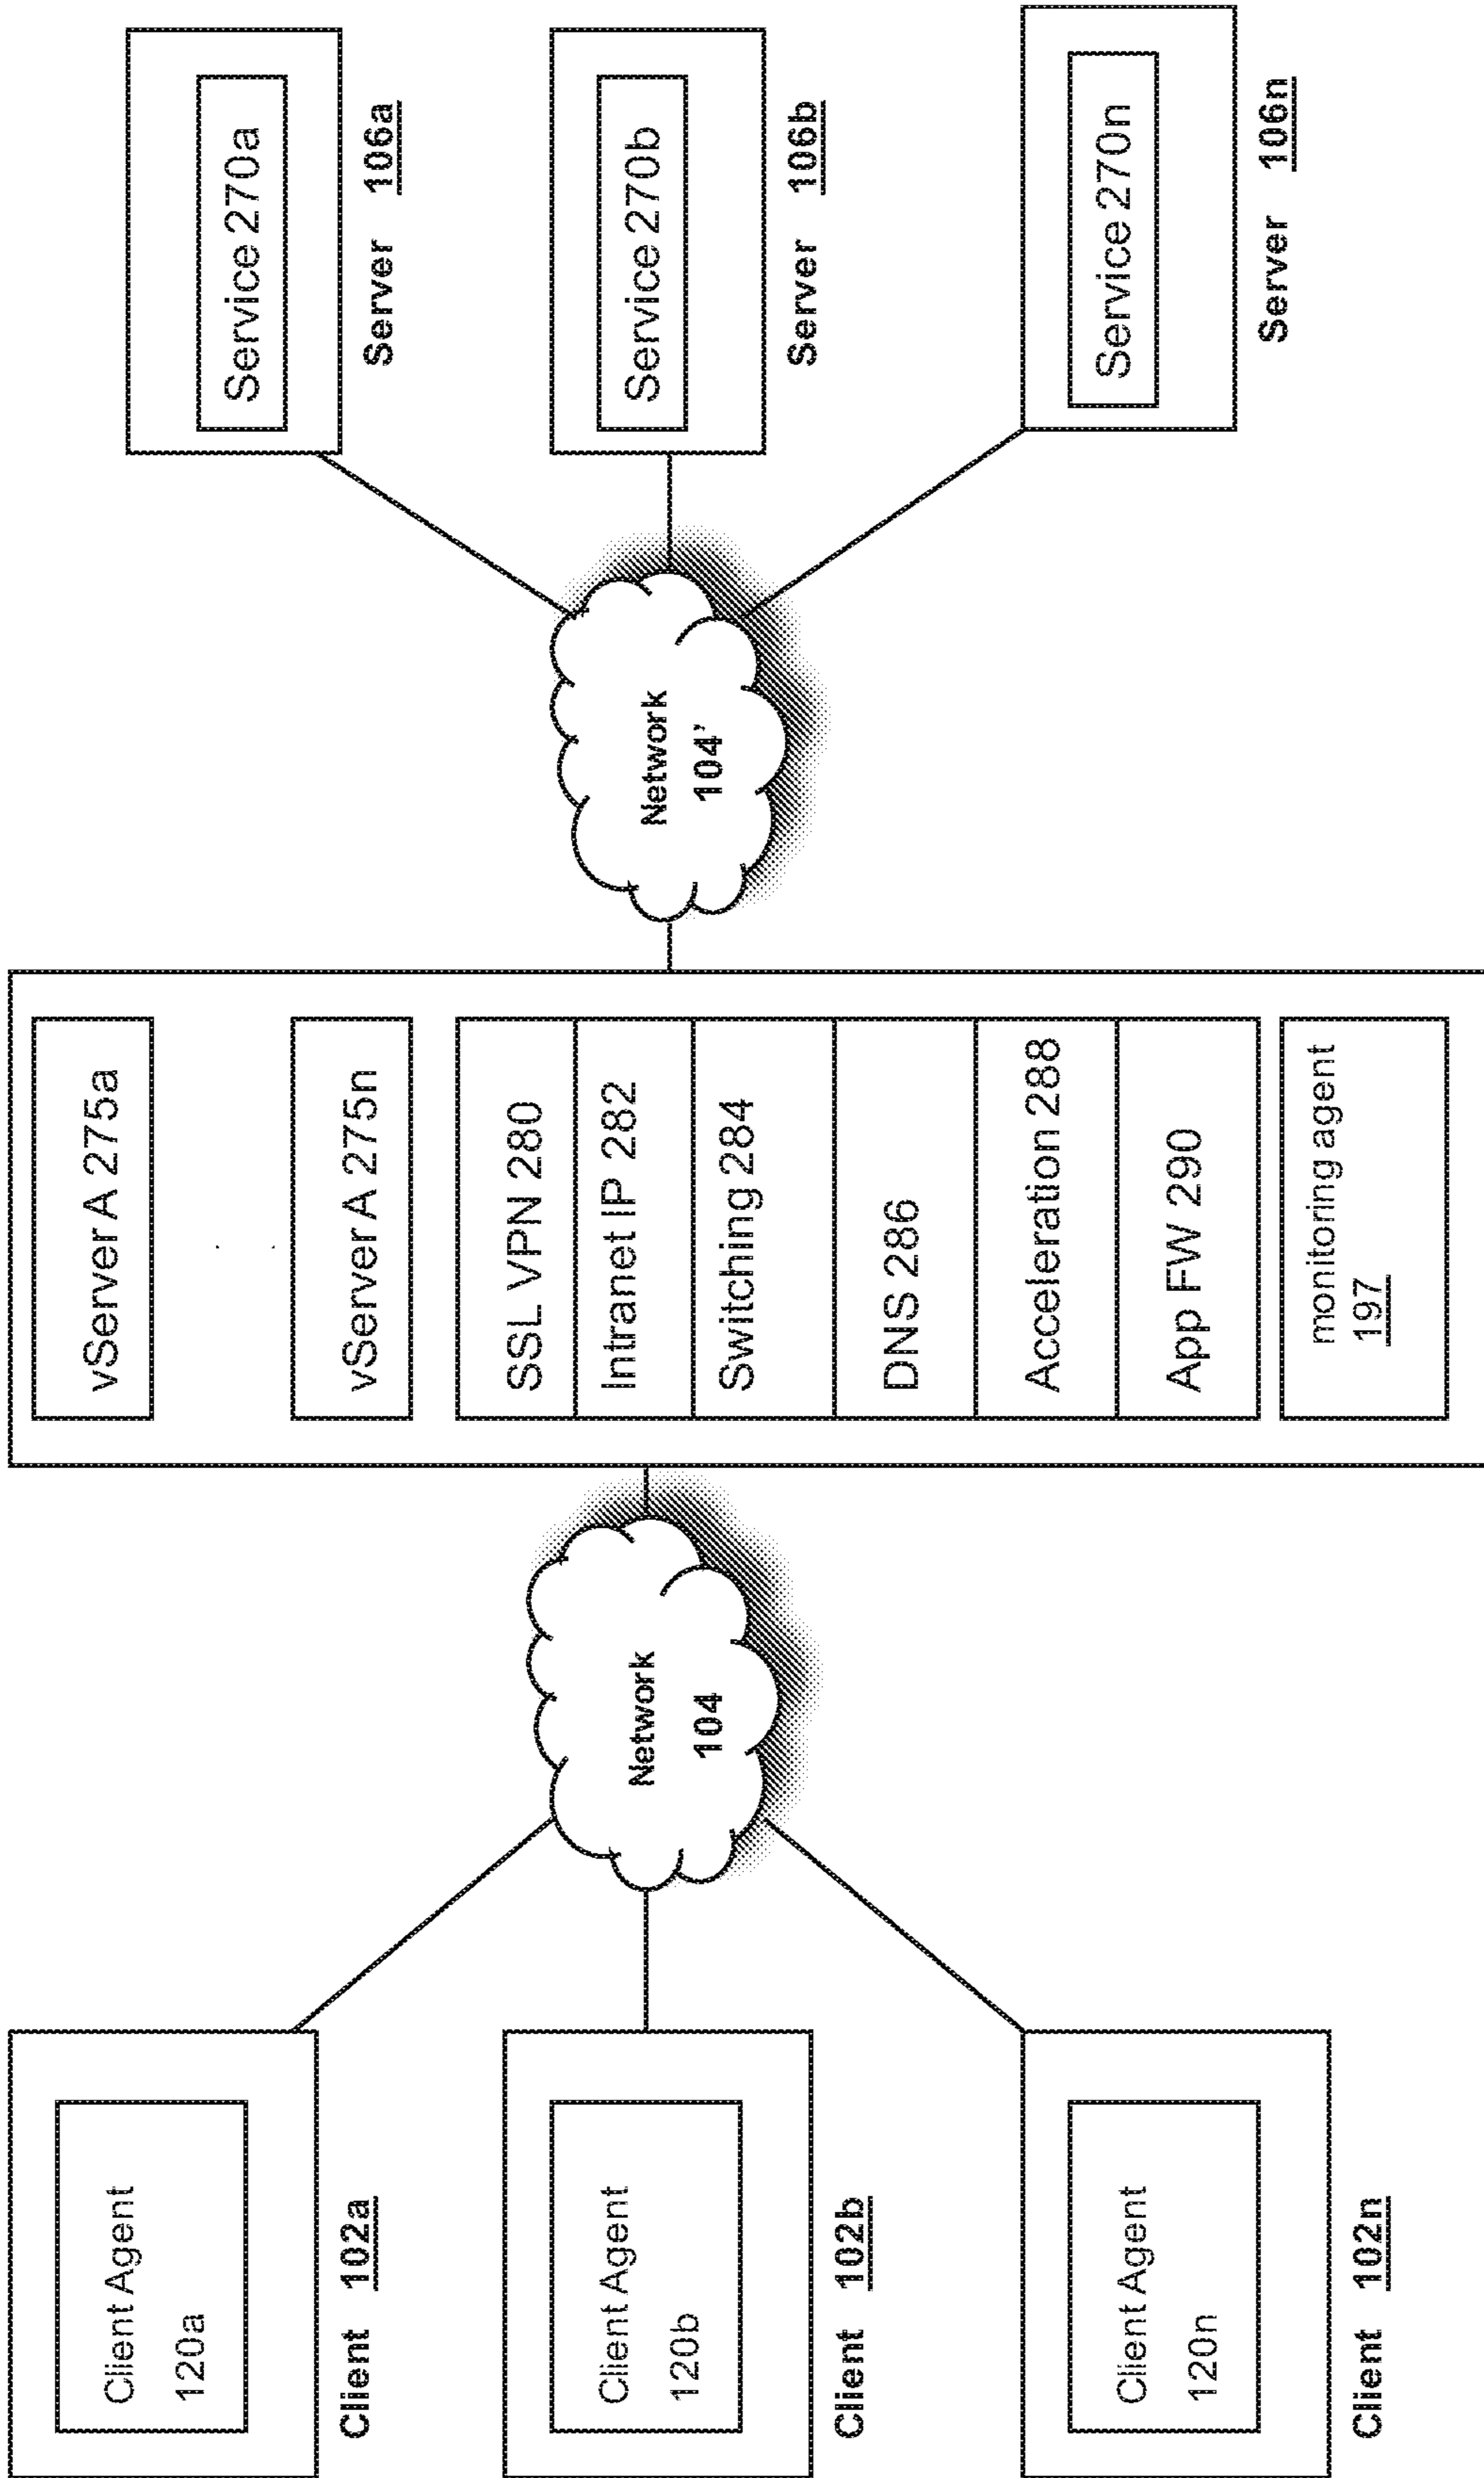 Client Agent
120a
Client 102a
Client Agent
120b
Client 102b
Client Agent
120n
Client 102n
Network
104
vServer A 275a
vServer A 275n
SSL VPN 280
Intranet IP 282
Switching 284
DNS 286
Acceleration 288
App FW 290
monitoring agent
197
Network
104'
Service 270a
Server 106a
Service 270b
Server 106b
Service 270n
Server 106n